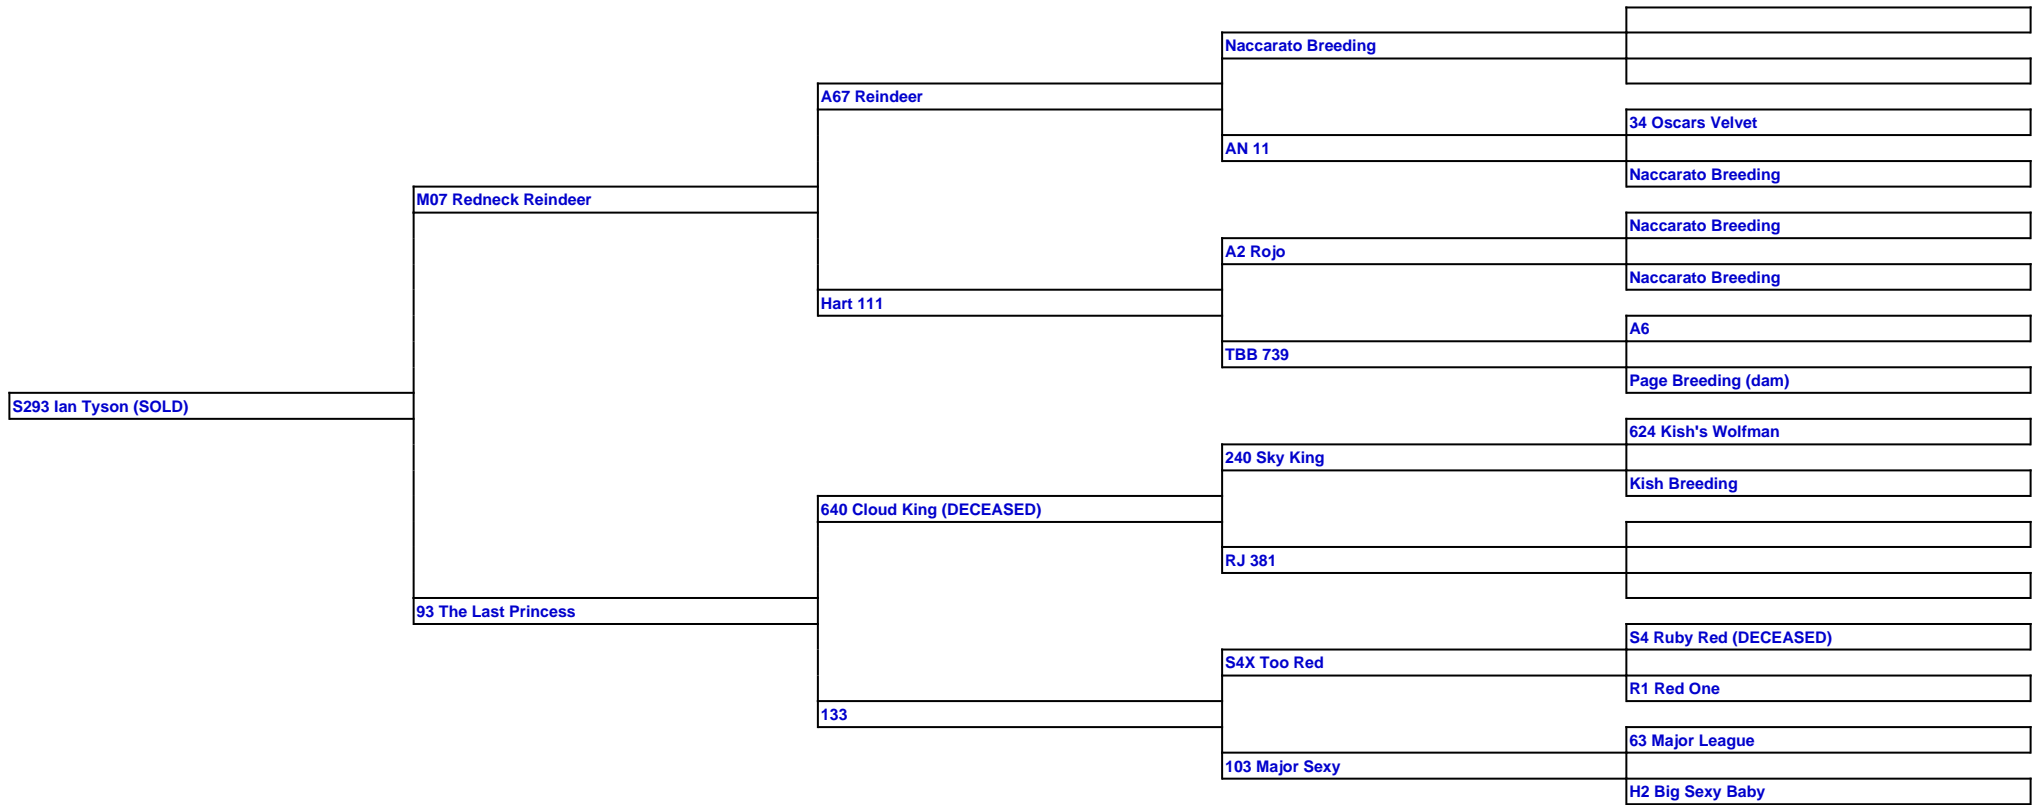 Naccarato Breeding
A67 Reindeer
34 Oscars Velvet
AN 11
Naccarato Breeding
M07 Redneck Reindeer
Naccarato Breeding
A2 Rojo
Naccarato Breeding
Hart 111
A6
TBB 739
Page Breeding (dam)
S293 Ian Tyson (SOLD)
624 Kish's Wolfman
240 Sky King
Kish Breeding
640 Cloud King (DECEASED)
RJ 381
93 The Last Princess
S4 Ruby Red (DECEASED)
S4X Too Red
R1 Red One
133
63 Major League
103 Major Sexy
H2 Big Sexy Baby